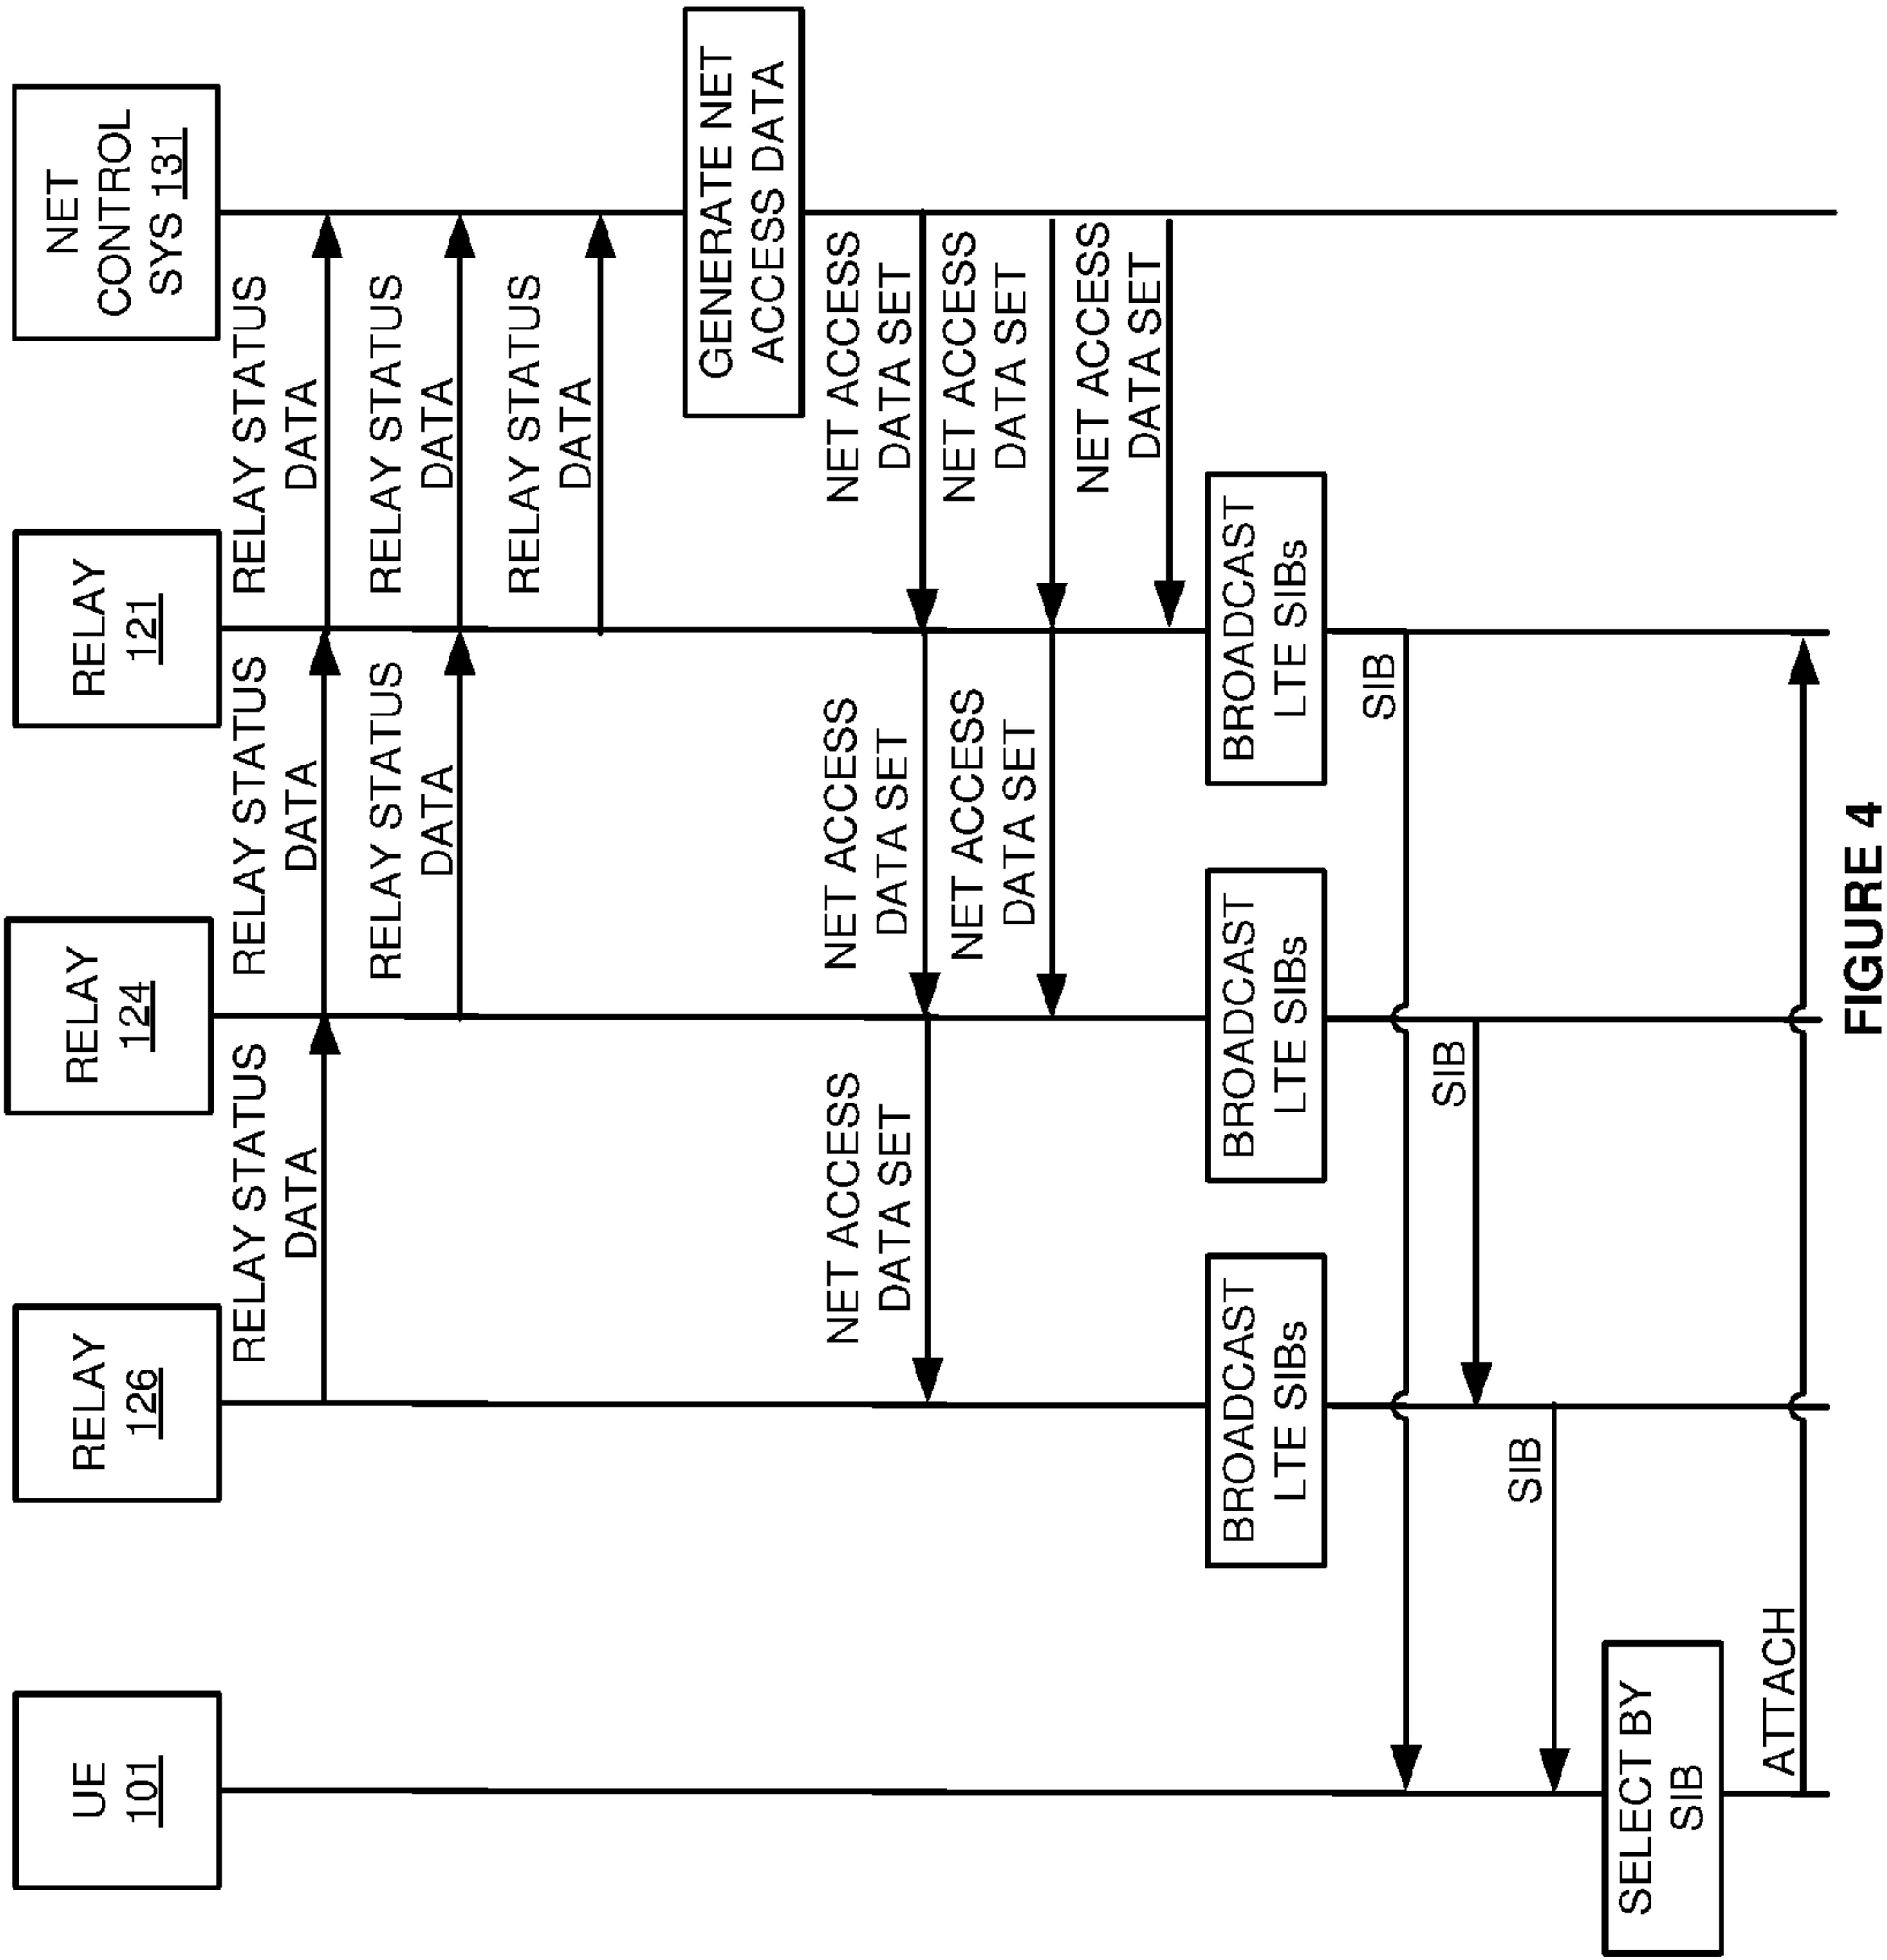 UE
101
RELAY
126
RELAY
124
RELAY
121
NET
CONTROL
SYS 131
RELAY STATUS
DATA
RELAY STATUS
DATA
RELAY STATUS
DATA
RELAY STATUS
DATA
RELAY STATUS
DATA
RELAY STATUS
DATA
GENERATE NET
ACCESS DATA
NET ACCESS
DATA SET
NET ACCESS
DATA SET
NET ACCESS
DATA SET
NET ACCESS
DATA SET
NET ACCESS
DATA SET
NET ACCESS
DATA SET
BROADCAST
LTE SIBs
BROADCAST
LTE SIBs
BROADCAST
LTE SIBs
SIB
SIB
SIB
SELECT BY
SIB
ATTACH
FIGURE 4